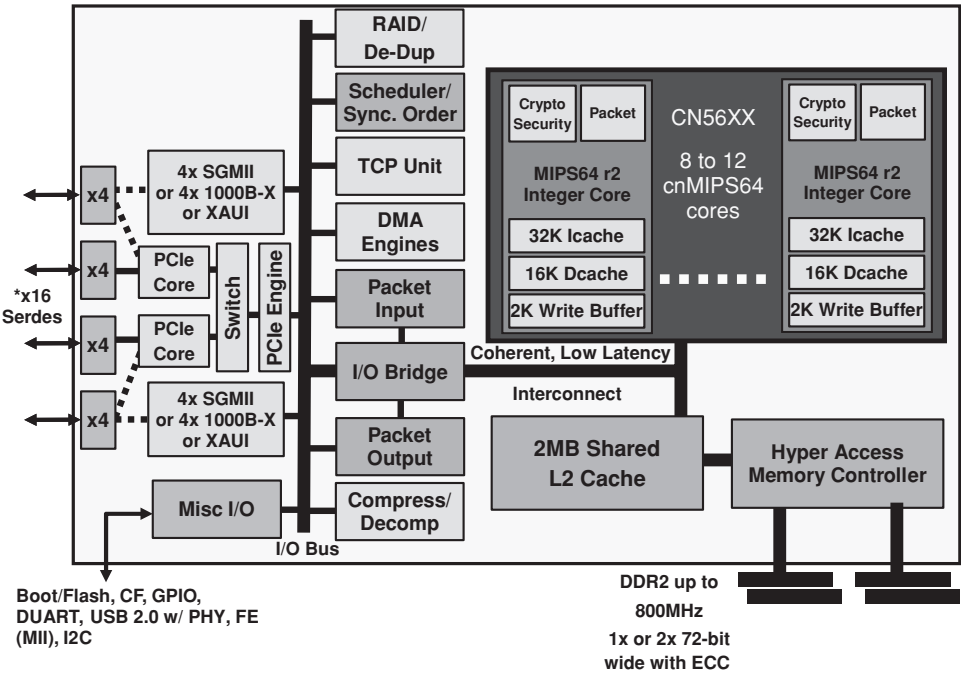 RAID/
De-Dup
Scheduler/
Sync. Order
TCP Unit
DMA
Engines
Packet
Input
I/O Bridge
Packet
Output
Compress/
Decomp
I/O Bus
4x SGMII
or 4x 1000B-X
or XAUI
x4
x4
*x16
Serdes
x4
x4
PCIe
Core
PCIe
Core
Switch
PCIe Engine
4x SGMII
or 4x 1000B-X
or XAUI
Misc I/O
Boot/Flash, CF, GPIO,
DUART, USB 2.0 w/ PHY, FE
(MII), I2C
Crypto
Security
Packet
MIPS64 r2
Integer Core
32K Icache
16K Dcache
2K Write Buffer
CN56XX
8 to 12
cnMIPS64
cores
Crypto
Security
Packet
MIPS64 r2
Integer Core
32K Icache
16K Dcache
2K Write Buffer
Coherent, Low Latency
Interconnect
2MB Shared
L2 Cache
Hyper Access
Memory Controller
DDR2 up to
800MHz
1x or 2x 72-bit
wide with ECC